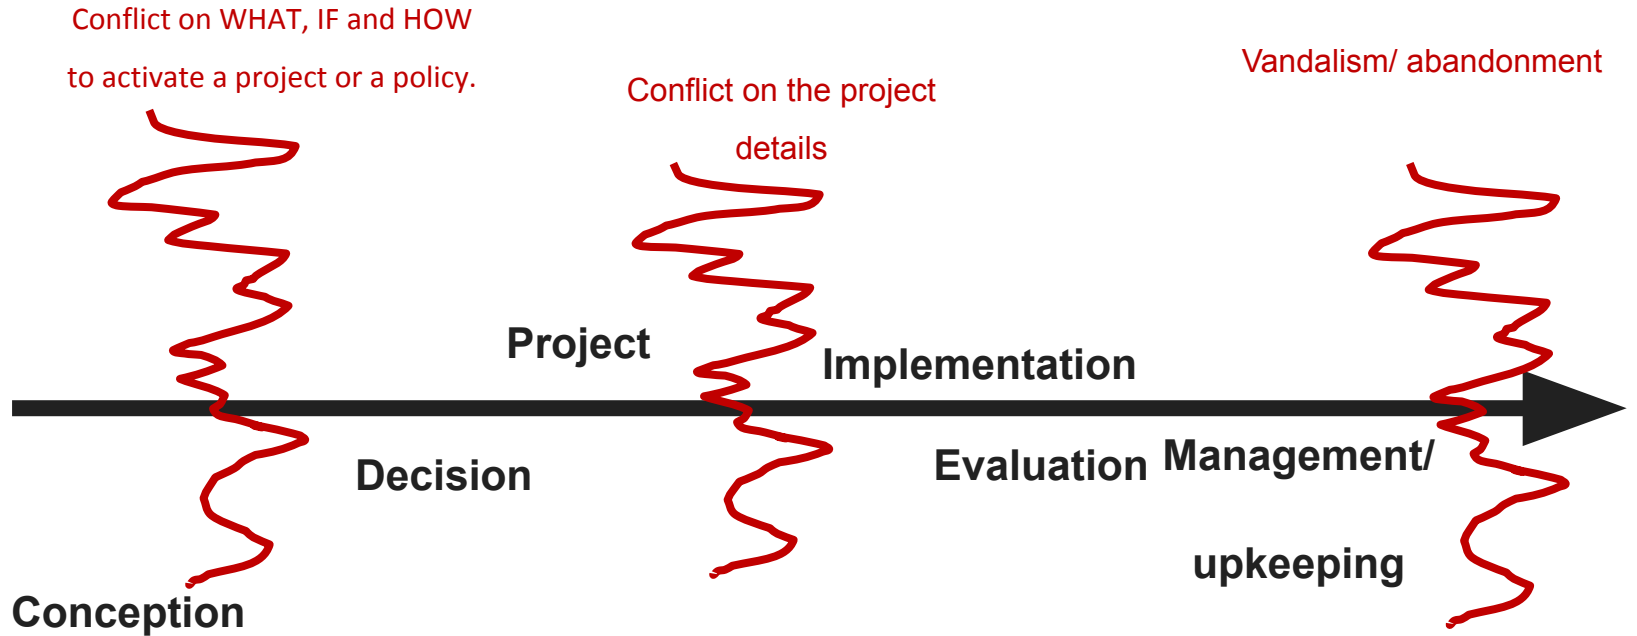 Conflict on WHAT, IF and HOW
to activate a project or a policy.
Conflict on the project
details
Vandalism/ abandonment
Project
Implementation
Decision
Evaluation
Management/
upkeeping
Conception